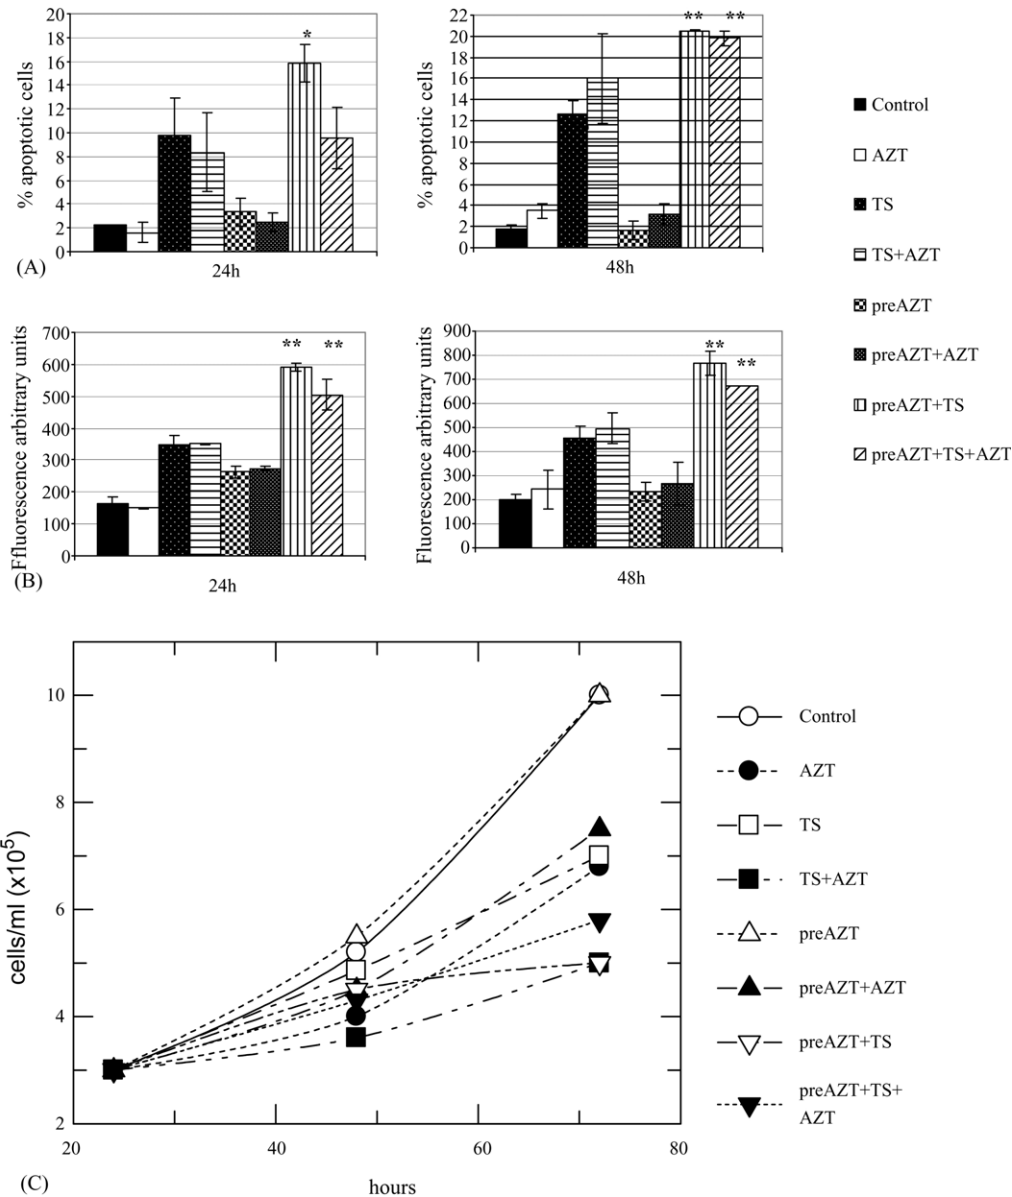 22
20
18
16
14
12
10
8
6
4
2
0
% apoptotic cells
*
24h
(A)
22
20
18
16
14
12
10
8
6
4
2
0
% apoptotic cells
** **
48h
Control
AZT
TS
TS+AZT
preAZT
preAZT+AZT
preAZT+TS
preAZT+TS+AZT
700
600
500
400
300
200
100
0
Ffluorescence arbitrary units
** **
24h
(B)
900
800
700
600
500
400
300
200
100
0
Fluorescence arbitrary units
**
**
48h
10
8
6
4
2
cells/ml (x10⁵)
20 40 60 80
hours
(C)
Control
AZT
TS
TS+AZT
preAZT
preAZT+AZT
preAZT+TS
preAZT+TS+
AZT